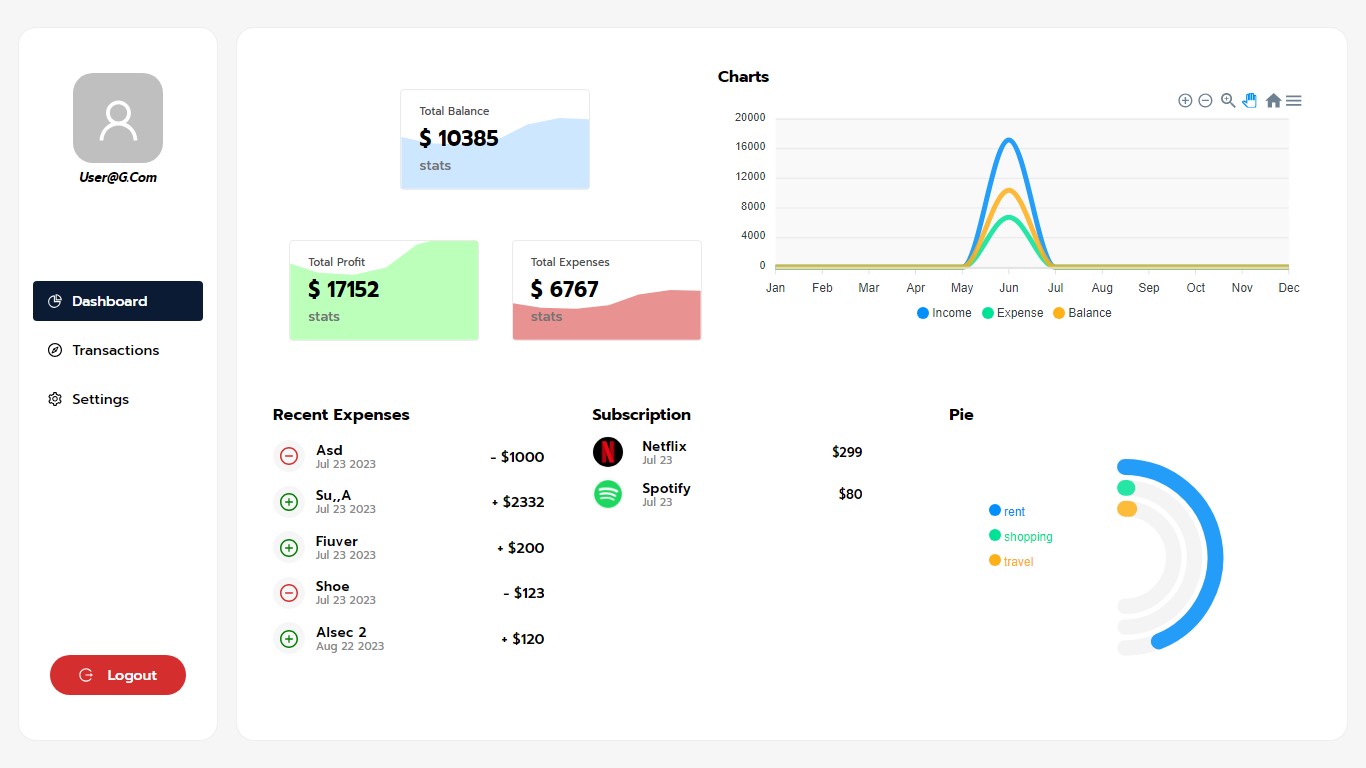 User@G.Com
Dashboard
Transactions
Settings
Logout
Total Balance
$ 10385
stats
Total Profit
$ 17152
stats
Total Expenses
$ 6767
stats
Charts
20000
16000
12000
8000
4000
0
Jan Feb Mar Apr May Jun Jul Aug Sep Oct Nov Dec
Income Expense Balance
Recent Expenses
Asd
Jul 23 2023
- $1000
Su,,A
Jul 23 2023
+ $2332
Fiuver
Jul 23 2023
+ $200
Shoe
Jul 23 2023
- $123
Alsec 2
Aug 22 2023
+ $120
Subscription
Netflix
Jul 23
$299
Spotify
Jul 23
$80
Pie
rent
shopping
travel